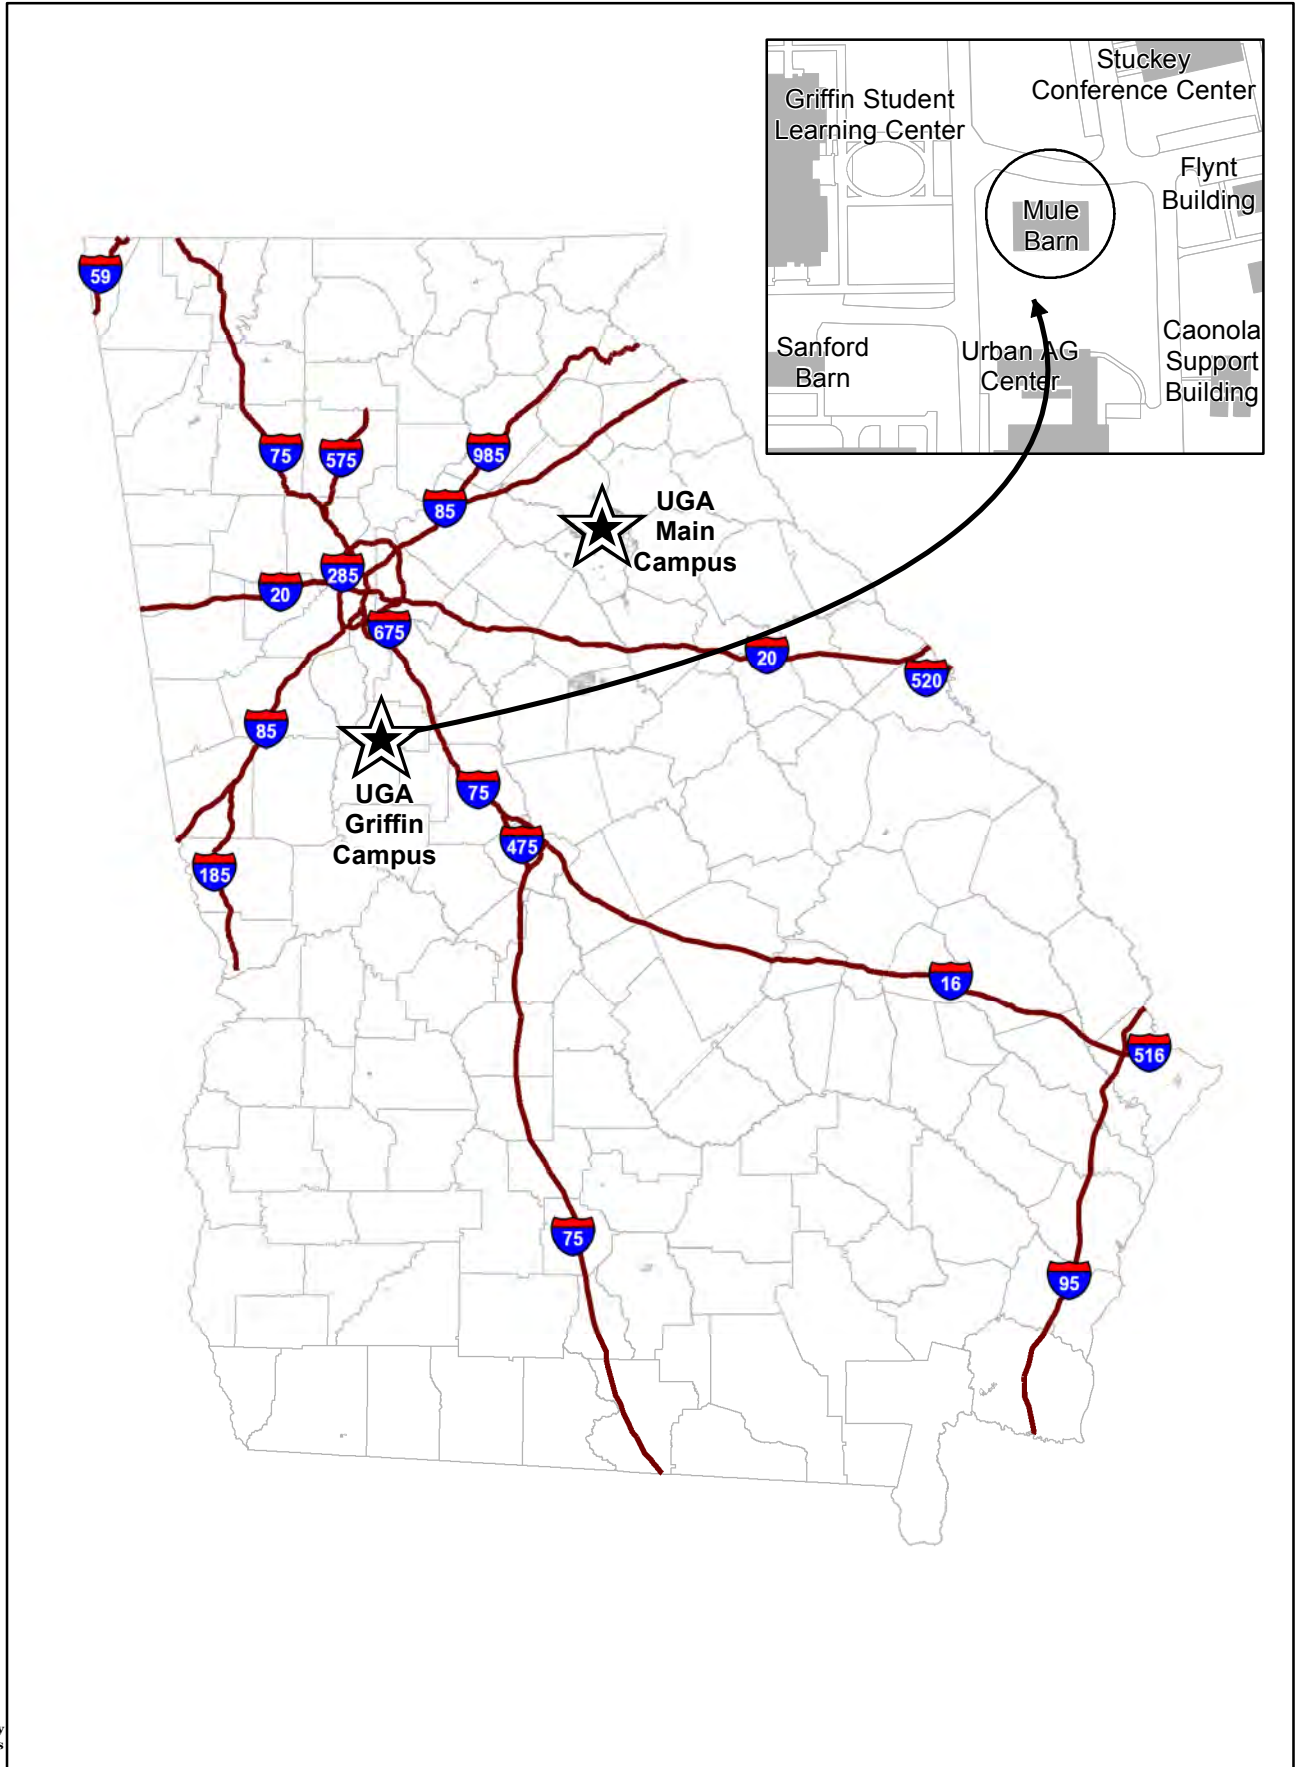 Stuckey
Conference Center
Griffin Student
Learning Center
Flynt
Building
Mule
Barn
Sanford
Barn
Urban AG
Center
Caonola
Support
Building
59
75
575
985
85
UGA
Main
Campus
285
20
675
20
520
85
UGA
Griffin
Campus
75
475
185
16
516
75
95